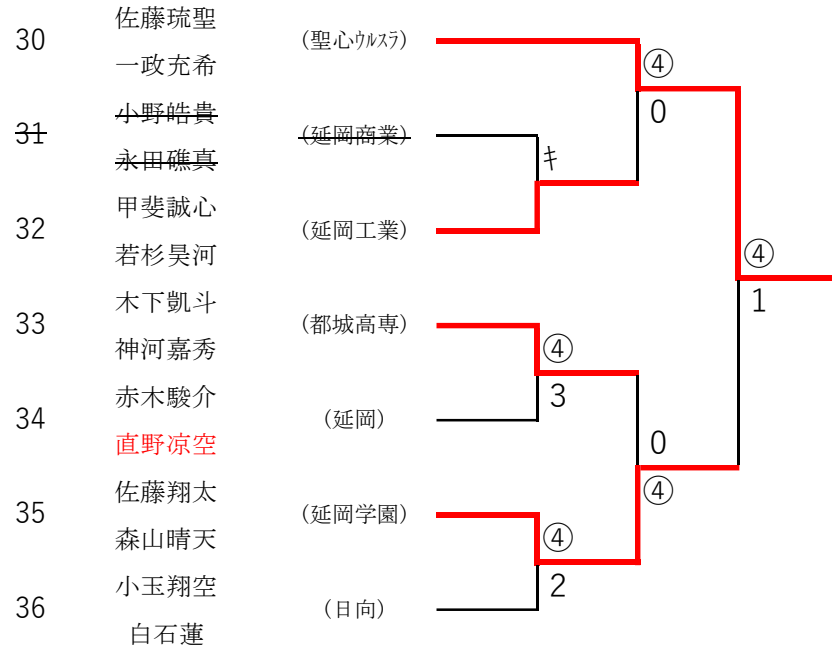 佐藤琉聖
30 (聖心ｳﾙｽﾗ)
一政充希
④
0
小野皓貴
31 (延岡商業)
永田礁真
ｷ
甲斐誠心
32 (延岡工業)
若杉昊河
④
1
木下凱斗
33 (都城高専)
神河嘉秀
④
3
赤木駿介
34 (延岡)
直野凉空
0
④
佐藤翔太
35 (延岡学園)
森山晴天
④
2
小玉翔空
36 (日向)
白石蓮